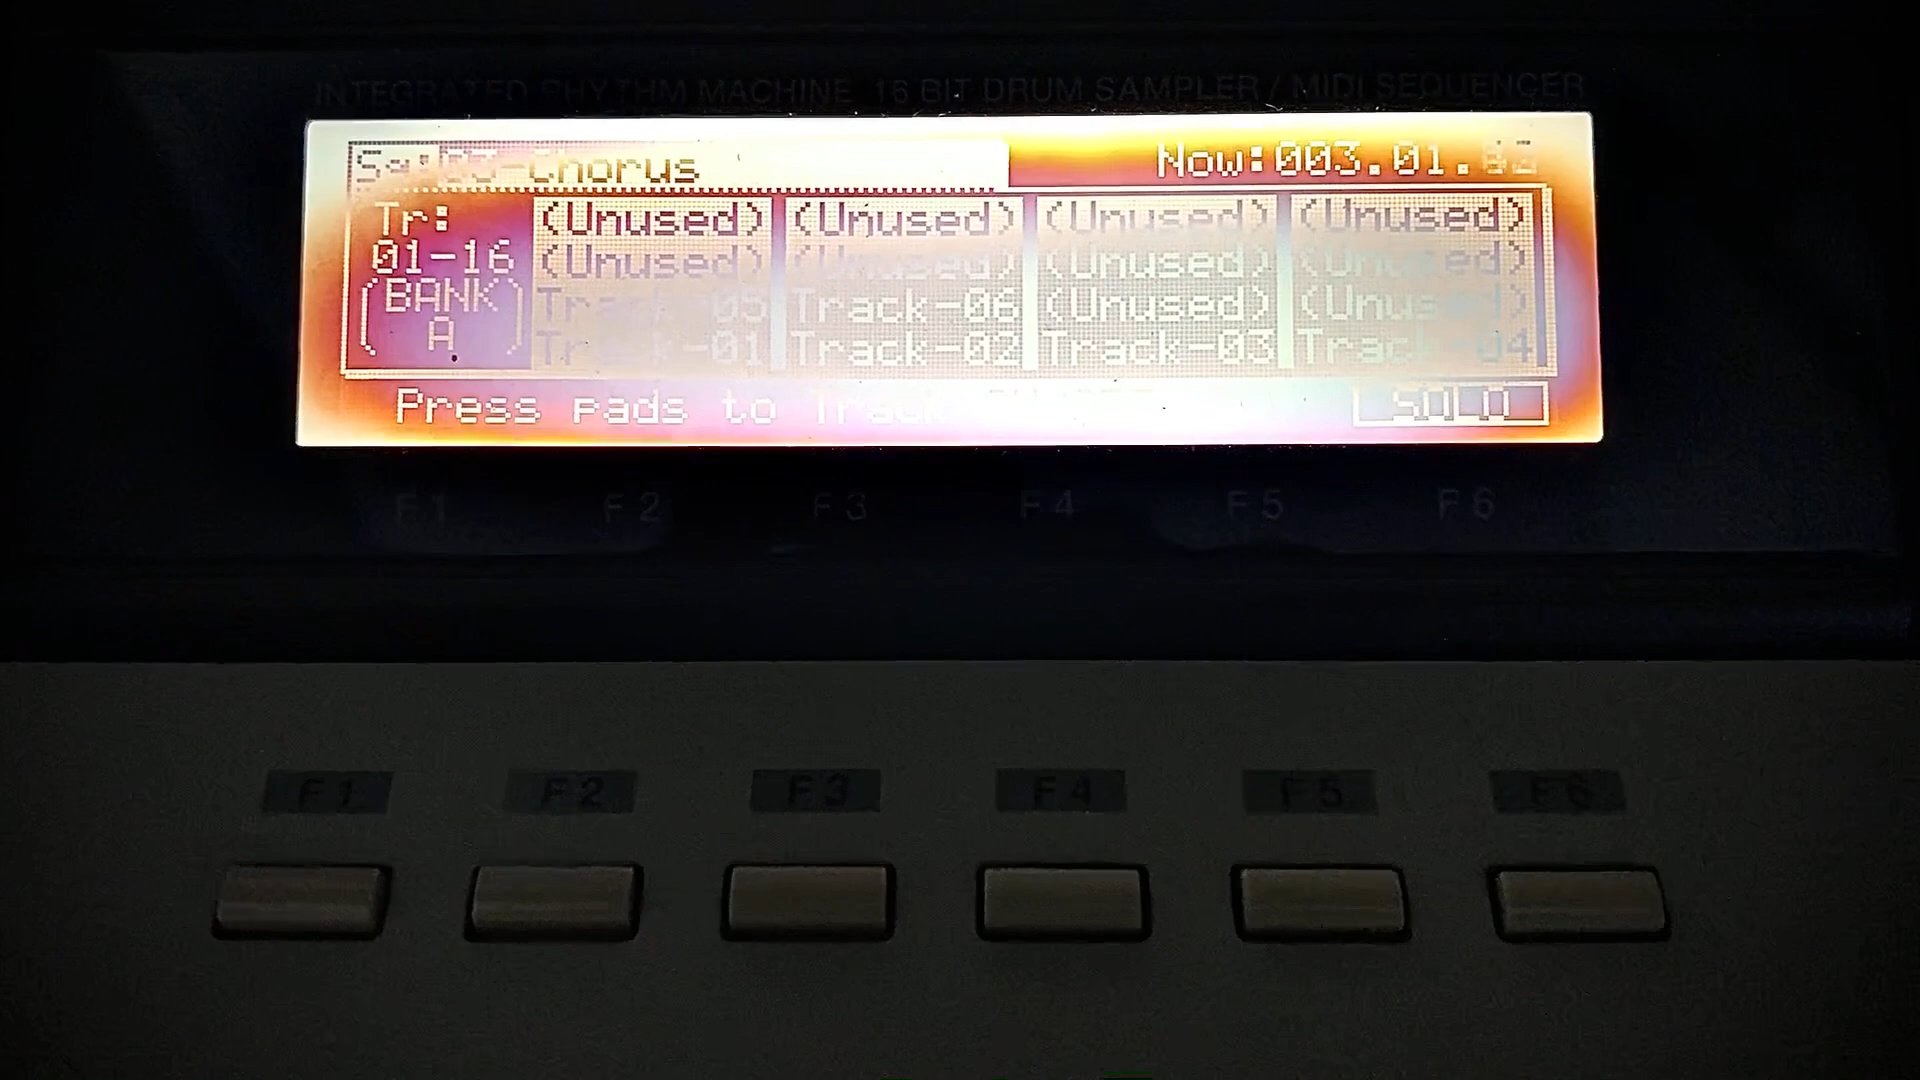 INTEGRATED RHYTHM MACHINE 16 BIT DRUM SAMPLER / MIDI SEQUENCER
Sq:03-Chorus Now:003.01.
Tr: (Unused) (Unused) (Unused) (Unused)
01-16 (Unused) (Unused) (Unused) (Unused)
(BANK Track-05 Track-06 (Unused) (Unused)
A) Track-01 Track-02 Track-03 Track-04
Press pads to Track SOLO
F1 F2 F3 F4 F5 F6
F1 F2 F3 F4 F5 F6